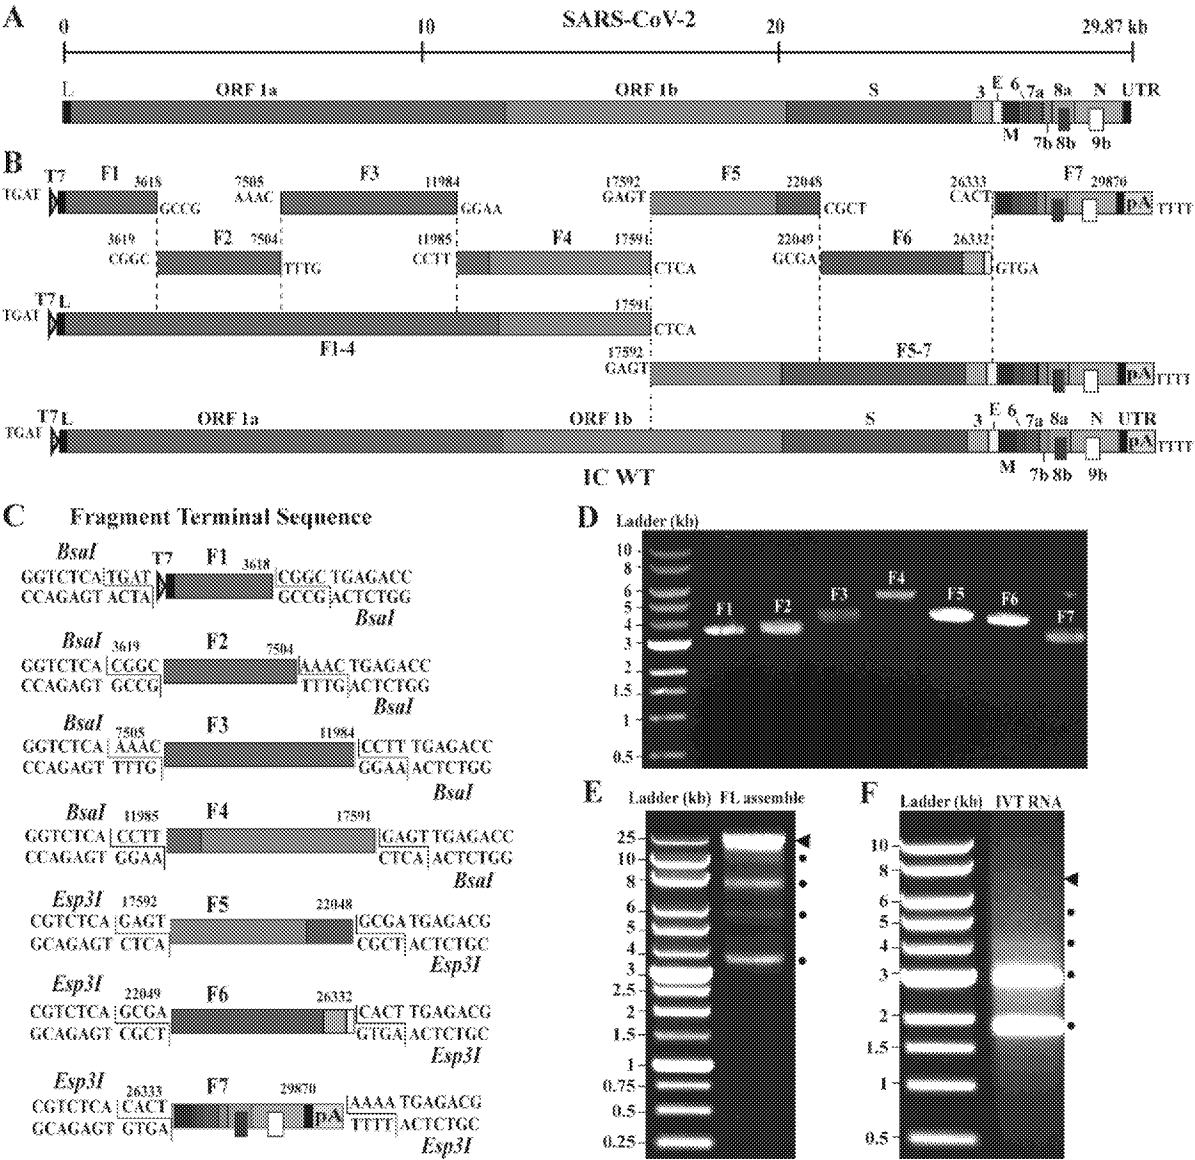 A
SARS-CoV-2
0 10 20 29.87 kb
L ORF 1a ORF 1b S 3 E 6 7a 8a N UTR
M 7b 8b 9b
B
T7 F1 3618 7505 F3 11984 17592 F5 22048 26333 F7 29870
TGAT GCCG AAAC GGAA GAGT CGCT CACT pA TTTT
3619 F2 7504 11985 F4 17591 22049 F6 26332
CGGC TTTG CCTT CTCA GCGA GTGA
T7 L 17591
TGAT CTCA
F1-4
17592 F5-7
GAGT pA TTTT
T7 L ORF 1a ORF 1b S 3 E 6 7a 8a N UTR
TGAT pA TTTT
M 7b 8b 9b
IC WT
C Fragment Terminal Sequence
BsaI T7 F1 3618
GGTCTCA TGAT CGGC TGAGACC
CCAGAGT ACTA GCCG ACTCTGG
BsaI
BsaI 3619 F2 7504
GGTCTCA CGGC AAAC TGAGACC
CCAGAGT GCCG TTTG ACTCTGG
BsaI
BsaI 7505 F3 11984
GGTCTCA AAAC CCTT TGAGACC
CCAGAGT TTTG GGAA ACTCTGG
BsaI
BsaI 11985 F4 17591
GGTCTCA CCTT GAGT TGAGACC
CCAGAGT GGAA CTCA ACTCTGG
BsaI
Esp3I 17592 F5 22048
CGTCTCA GAGT GCGA TGAGACG
GCAGAGT CTCA CGCT ACTCTGC
Esp3I
Esp3I 22049 F6 26332
CGTCTCA GCGA CACT TGAGACG
GCAGAGT CGCT GTGA ACTCTGC
Esp3I
Esp3I 26333 F7 29870
CGTCTCA CACT pA AAAA TGAGACG
GCAGAGT GTGA TTTT ACTCTGC
Esp3I
D
Ladder (kb)
10
8
6
5
4
3
2
1.5
1
0.5
F1 F2 F3 F4 F5 F6 F7
E
Ladder (kb) FL assemble
25
10
8
6
5
4
3
2.5
2
1.5
1
0.75
0.5
0.25
F
Ladder (kb) IVT RNA
10
8
6
5
4
3
2
1.5
1
0.5